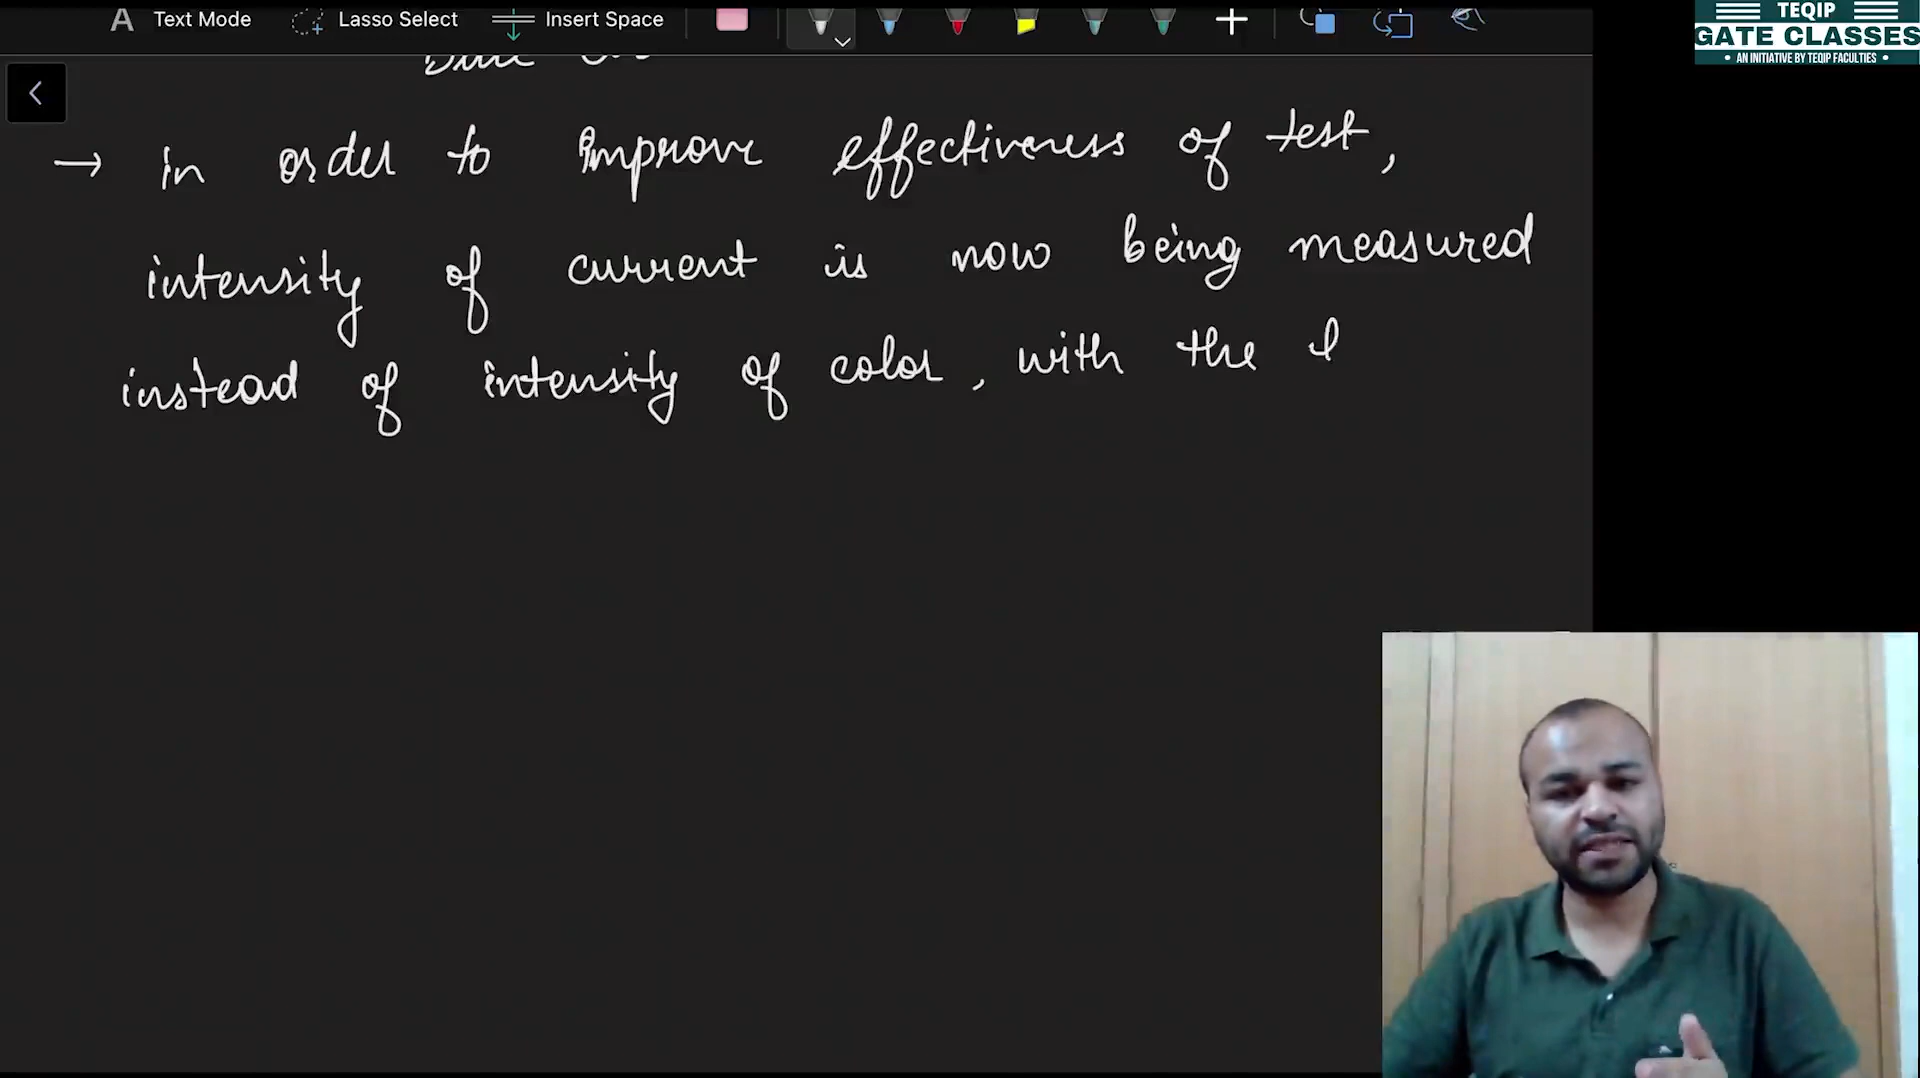 Text Mode Lasso Select Insert Space
TEQIP
GATE CLASSES
• AN INITIATIVE BY TEQIP FACULTIES •
→ in order to improve effectiveness of test,
intensity of current is now being measured
instead of intensity of color, with the